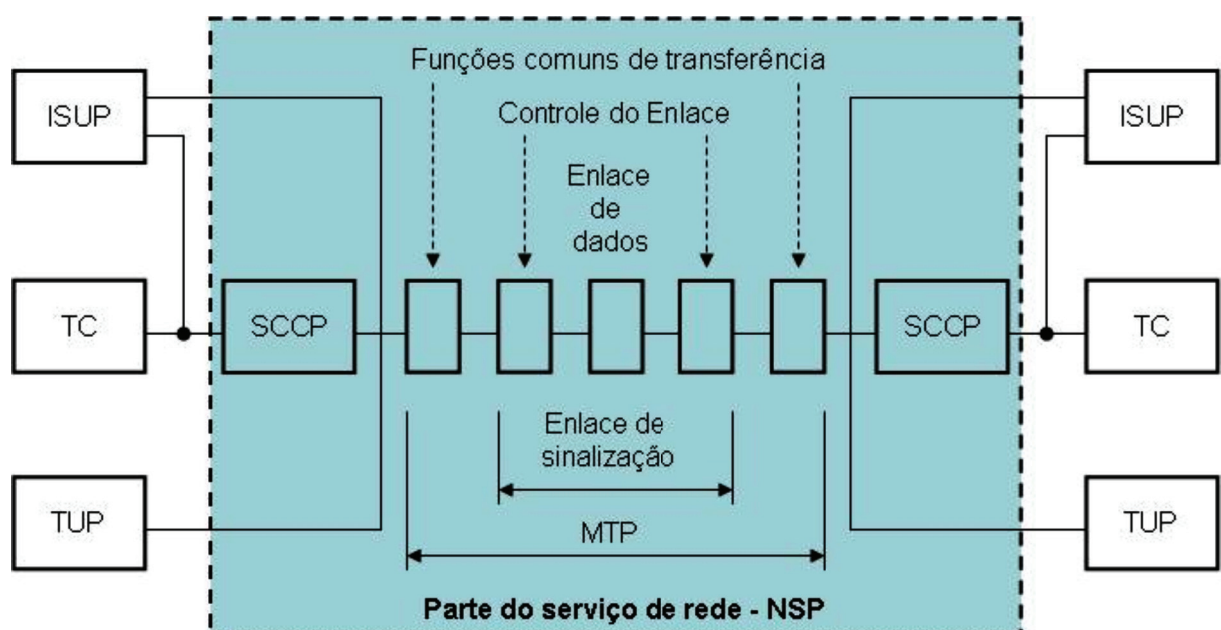 Funções comuns de transferência
ISUP
ISUP
Controle do Enlace
Enlace
de
dados
TC
SCCP
SCCP
TC
Enlace de
sinalização
TUP
MTP
TUP
Parte do serviço de rede - NSP